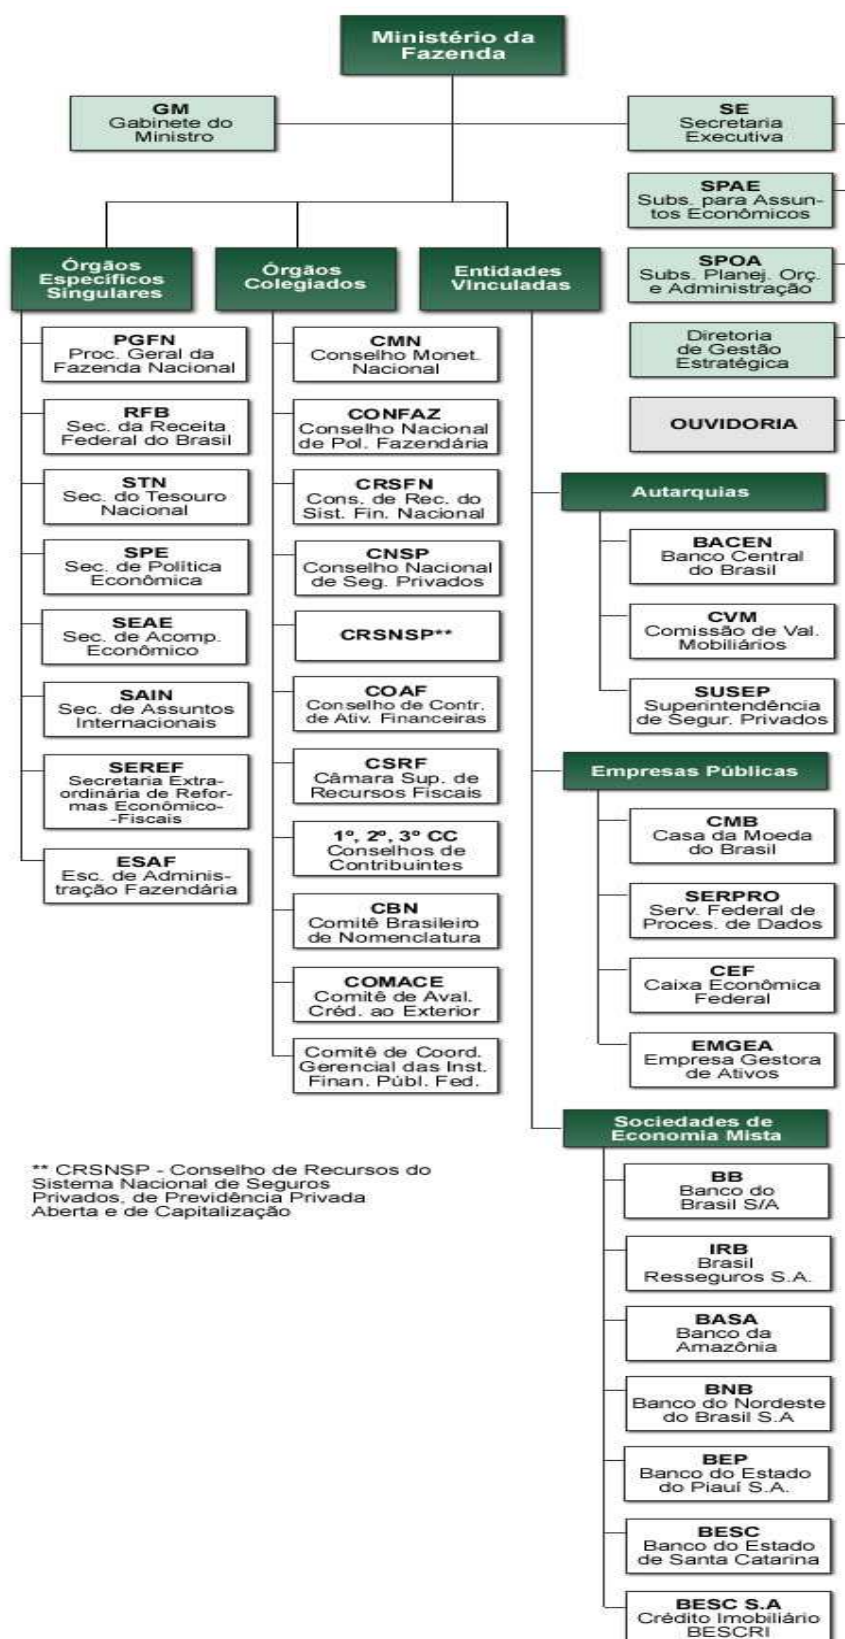 Ministério da
Fazenda
GM
Gabinete do
Ministro
SE
Secretaria
Executiva
SPAE
Subs. para Assun-
tos Econômicos
SPOA
Subs. Planej. Orç.
e Administração
Diretoria
de Gestão
Estratégica
OUVIDORIA
Órgãos
Específicos
Singulares
PGFN
Proc. Geral da
Fazenda Nacional
RFB
Sec. da Receita
Federal do Brasil
STN
Sec. do Tesouro
Nacional
SPE
Sec. de Política
Econômica
SEAE
Sec. de Acomp.
Econômico
SAIN
Sec. de Assuntos
Internacionais
SEREF
Secretaria Extra-
ordinária de Refor-
mas Econômico-
-Fiscais
ESAF
Esc. de Adminis-
tração Fazendária
Órgãos
Colegiados
CMN
Conselho Monet.
Nacional
CONFAZ
Conselho Nacional
de Pol. Fazendária
CRSFN
Cons. de Rec. do
Sist. Fin. Nacional
CNSP
Conselho Nacional
de Seg. Privados
CRSNSP**
COAF
Conselho de Contr.
de Ativ. Financeiras
CSRF
Câmara Sup. de
Recursos Fiscais
1º, 2º, 3º CC
Conselhos de
Contribuintes
CBN
Comitê Brasileiro
de Nomenclatura
COMACE
Comitê de Aval.
Créd. ao Exterior
Comitê de Coord.
Gerencial das Inst.
Finan. Públ. Fed.
Entidades
VInculadas
Autarquias
BACEN
Banco Central
do Brasil
CVM
Comissão de Val.
Mobiliários
SUSEP
Superintendência
de Segur. Privados
Empresas Públicas
CMB
Casa da Moeda
do Brasil
SERPRO
Serv. Federal de
Proces. de Dados
CEF
Caixa Econômica
Federal
EMGEA
Empresa Gestora
de Ativos
Sociedades de
Economia Mista
BB
Banco do
Brasil S/A
IRB
Brasil
Resseguros S.A.
BASA
Banco da
Amazônia
BNB
Banco do Nordeste
do Brasil S.A
BEP
Banco do Estado
do Piauí S.A.
BESC
Banco do Estado
de Santa Catarina
BESC S.A
Crédito Imobiliário
BESCRI
** CRSNSP - Conselho de Recursos do
Sistema Nacional de Seguros
Privados, de Previdência Privada
Aberta e de Capitalização